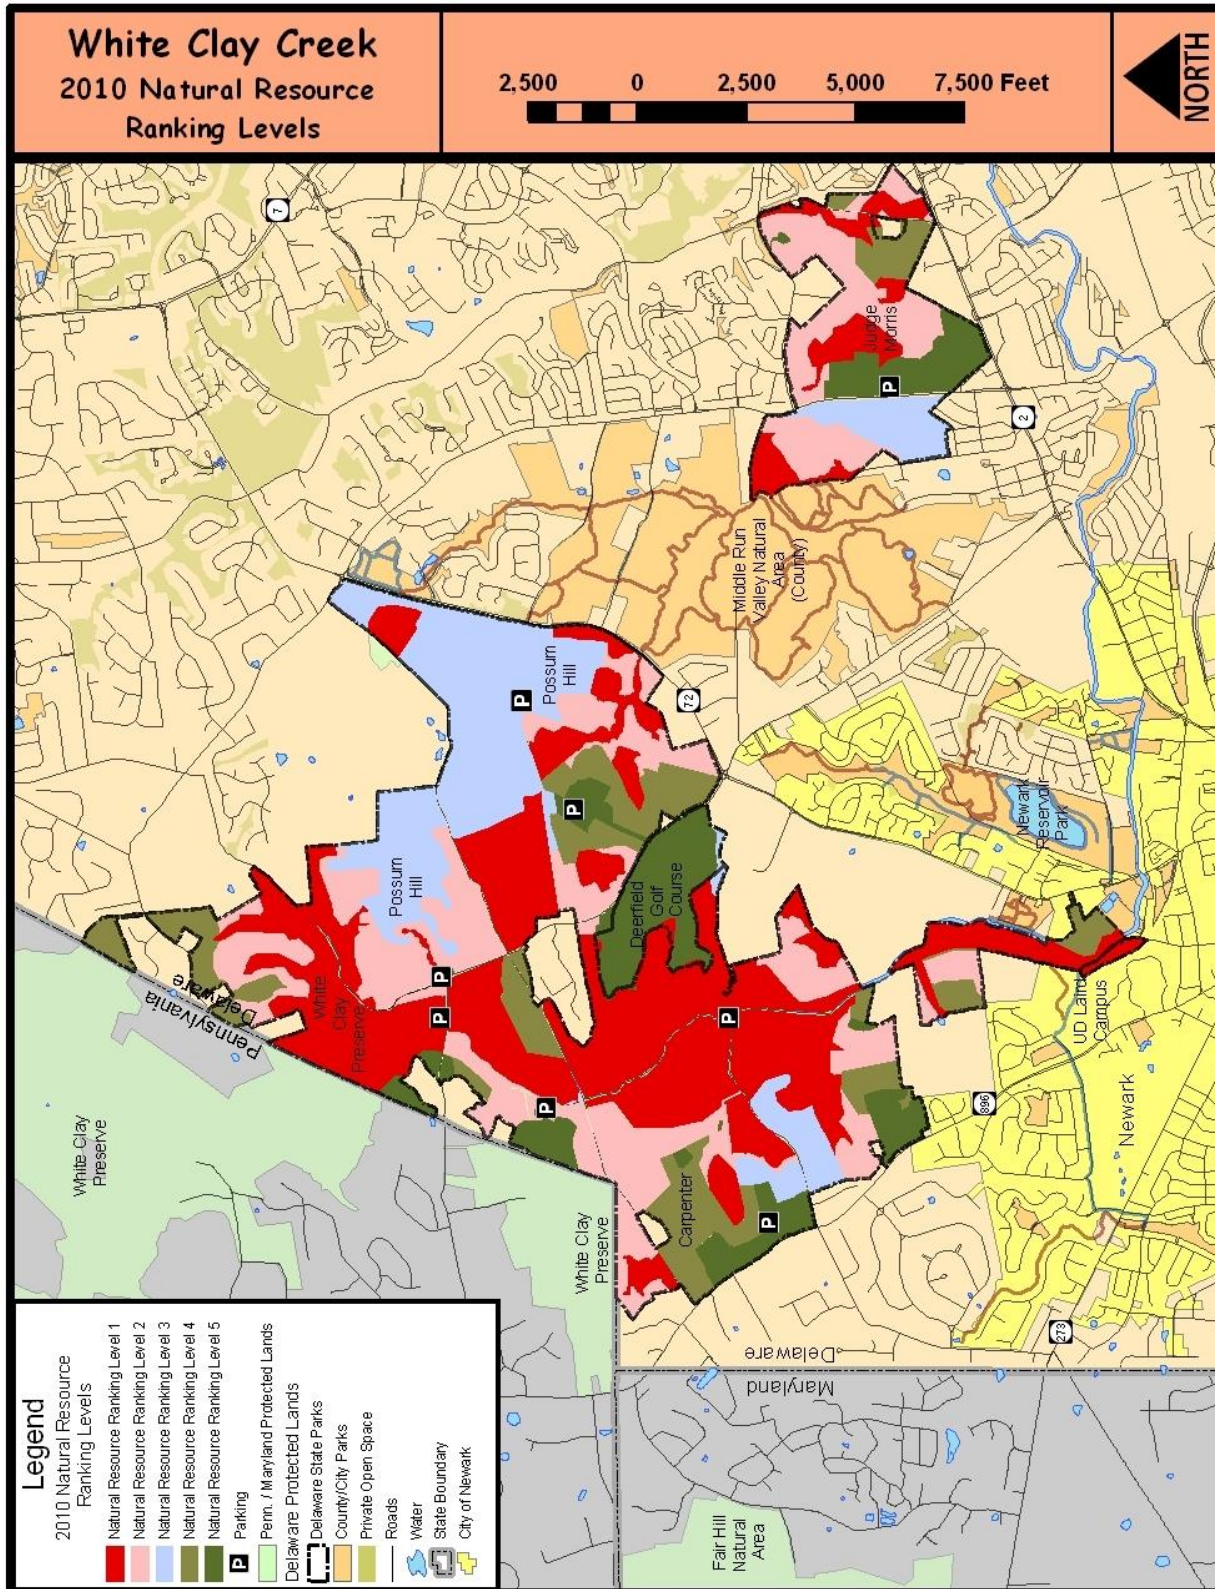 White Clay Creek
2010 Natural Resource
Ranking Levels
2,500 0 2,500 5,000 7,500 Feet
NORTH
7
Judge
Morris
2
Middle Run
Valley Natural
Area
(County)
Possum
Hill
72
Newark
Reservoir
Park
Possum
Hill
Deerfield
Golf
Course
White
Clay
Preserve
Pennsylvania
Delaware
UD Laird
Campus
896
Newark
White Clay
Preserve
Carpenter
White Clay
Preserve
273
Delaware
Maryland
Fair Hill
Natural
Area
P
P
P
P
P
P
P
P
Legend
2010 Natural Resource
Ranking Levels
Natural Resource Ranking Level 1
Natural Resource Ranking Level 2
Natural Resource Ranking Level 3
Natural Resource Ranking Level 4
Natural Resource Ranking Level 5
P Parking
Penn. / Maryland Protected Lands
Delaware Protected Lands
Delaware State Parks
County/City Parks
Private Open Space
Roads
Water
State Boundary
City of Newark